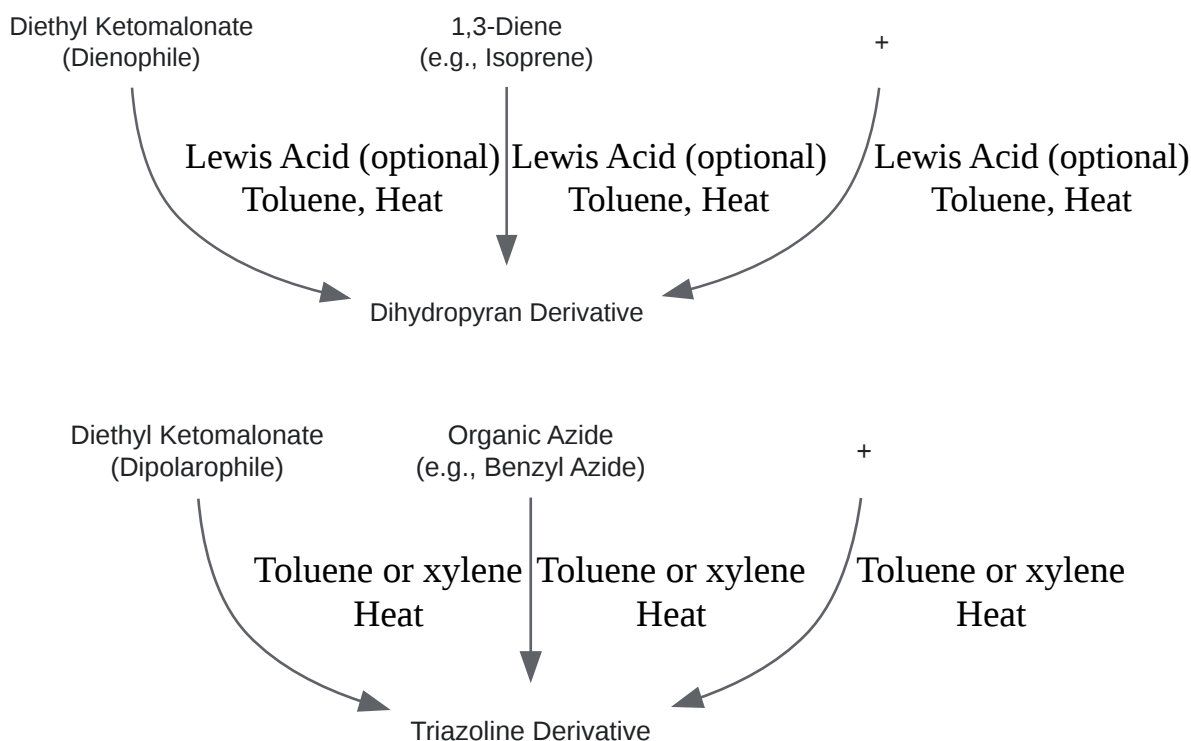 Diethyl Ketomalonate
(Dienophile)
1,3-Diene
(e.g., Isoprene)
+
Lewis Acid (optional)
Toluene, Heat
Lewis Acid (optional)
Toluene, Heat
Lewis Acid (optional)
Toluene, Heat
Dihydropyran Derivative
Diethyl Ketomalonate
(Dipolarophile)
Organic Azide
(e.g., Benzyl Azide)
+
Toluene or xylene
Heat
Toluene or xylene
Heat
Toluene or xylene
Heat
Triazoline Derivative